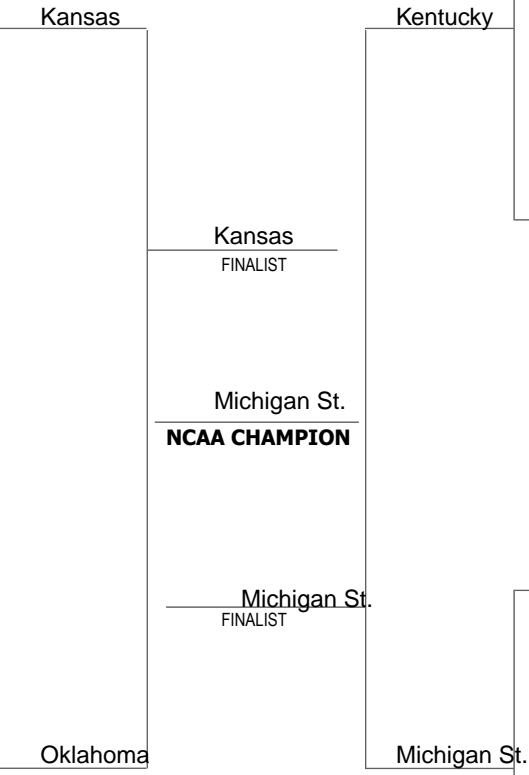 Kansas
Kentucky
Kansas
FINALIST
Michigan St.
NCAA CHAMPION
Michigan St.
FINALIST
Oklahoma
Michigan St.